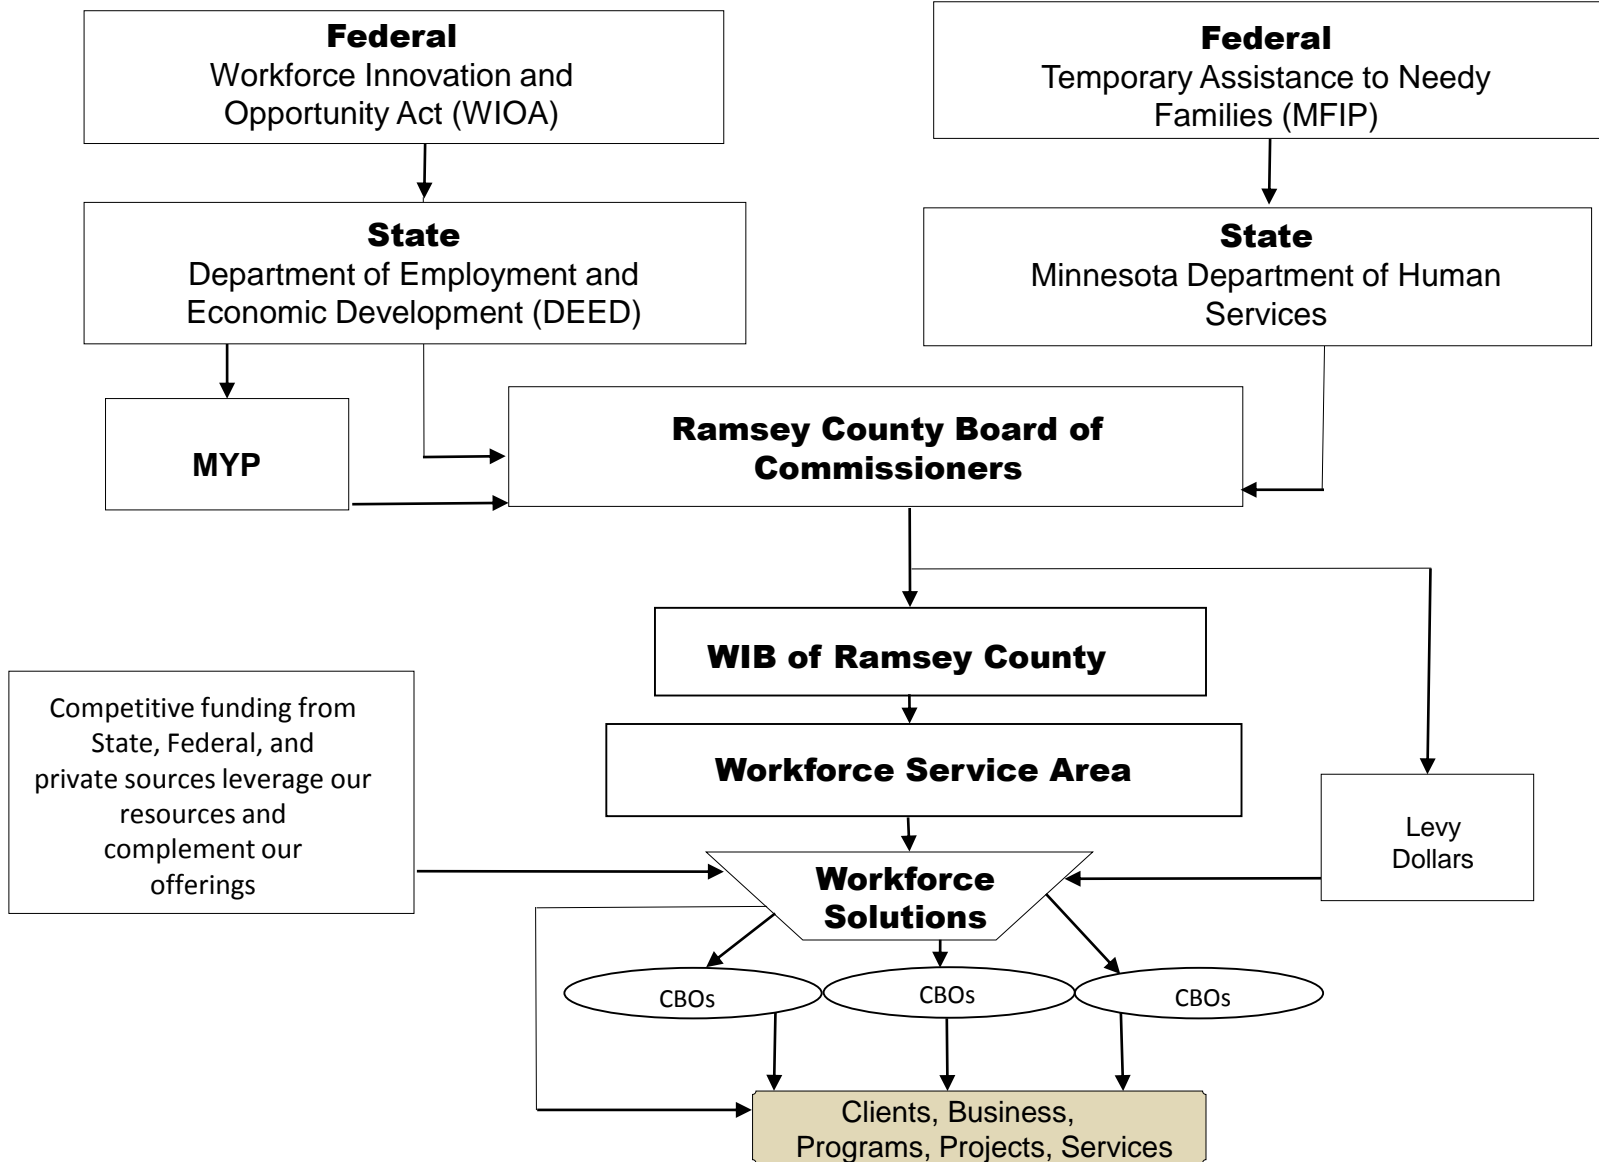 Federal
Workforce Innovation and
Opportunity Act (WIOA)
Federal
Temporary Assistance to Needy
Families (MFIP)
State
Department of Employment and
Economic Development (DEED)
State
Minnesota Department of Human
Services
MYP
Ramsey County Board of
Commissioners
WIB of Ramsey County
Competitive funding from
State, Federal, and
private sources leverage our
resources and
complement our
offerings
Workforce Service Area
Levy
Dollars
Workforce
Solutions
CBOs
CBOs
CBOs
Clients, Business,
Programs, Projects, Services